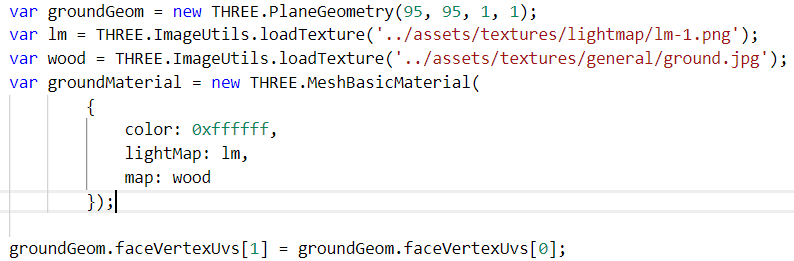 var groundGeom = new THREE.PlaneGeometry(95, 95, 1, 1);
var lm = THREE.ImageUtils.loadTexture('../assets/textures/lightmap/lm-1.png');
var wood = THREE.ImageUtils.loadTexture('../assets/textures/general/ground.jpg');
var groundMaterial = new THREE.MeshBasicMaterial(
{
color: 0xffffff,
lightMap: lm,
map: wood
});
groundGeom.faceVertexUvs[1] = groundGeom.faceVertexUvs[0];